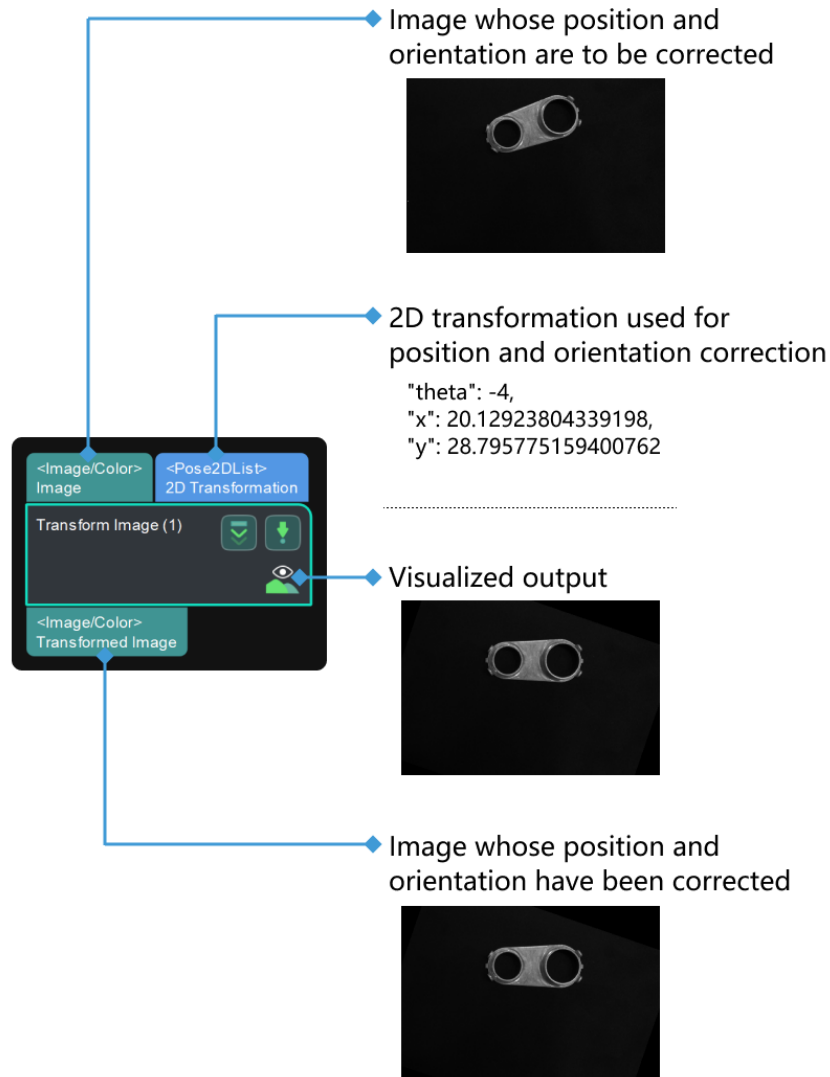 Image whose position and
orientation are to be corrected
2D transformation used for
position and orientation correction
"theta": -4,
"x": 20.12923804339198,
"y": 28.795775159400762
<Image/Color>
Image
<Pose2DList>
2D Transformation
Transform Image (1)
Visualized output
<Image/Color>
Transformed Image
Image whose position and
orientation have been corrected